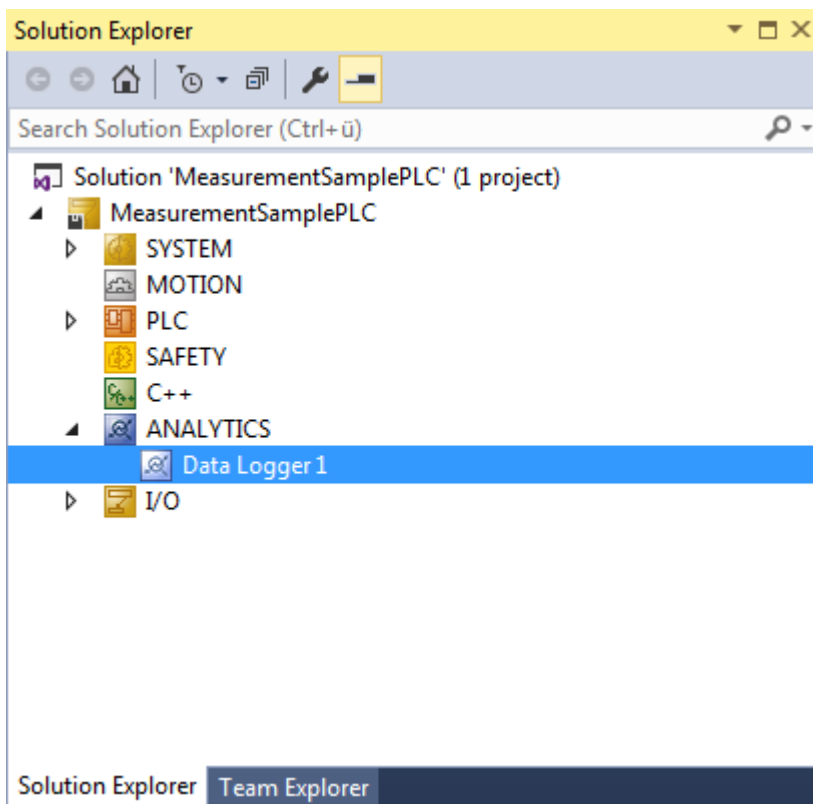 Solution Explorer
Search Solution Explorer (Ctrl+ü)
Solution 'MeasurementSamplePLC' (1 project)
MeasurementSamplePLC
SYSTEM
MOTION
PLC
SAFETY
C++
ANALYTICS
Data Logger 1
I/O
Solution Explorer Team Explorer